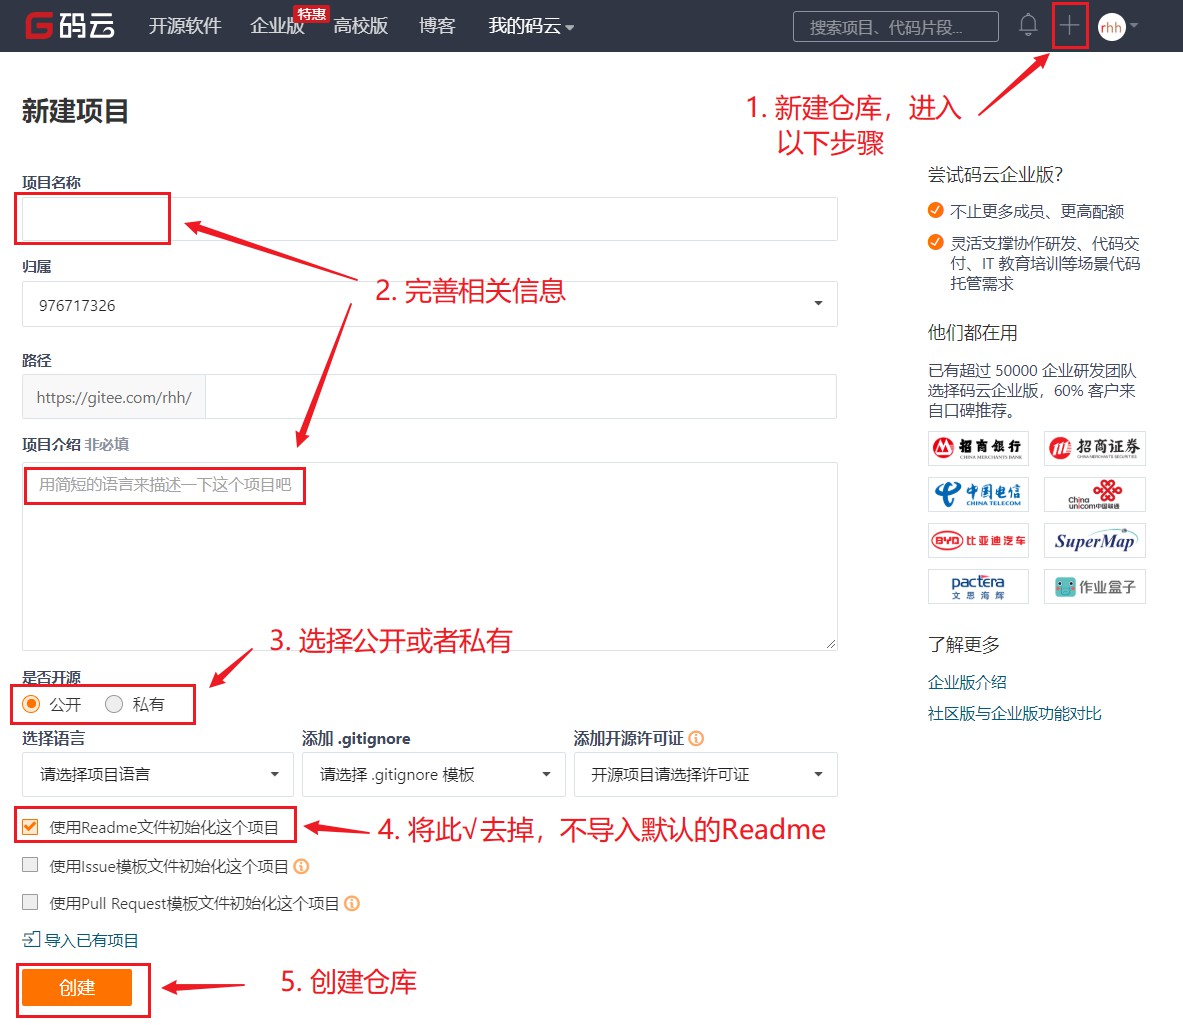 码云
开源软件
企业版
特惠
高校版
博客
我的码云
搜索项目、代码片段...
rhh
新建项目
1. 新建仓库，进入
以下步骤
项目名称
归属
976717326
2. 完善相关信息
路径
https://gitee.com/rhh/
项目介绍 非必填
用简短的语言来描述一下这个项目吧
3. 选择公开或者私有
是否开源
公开
私有
选择语言
添加 .gitignore
添加开源许可证
请选择项目语言
请选择 .gitignore 模板
开源项目请选择许可证
使用Readme文件初始化这个项目
4. 将此√去掉，不导入默认的Readme
使用Issue模板文件初始化这个项目
使用Pull Request模板文件初始化这个项目
导入已有项目
创建
5. 创建仓库
尝试码云企业版?
不止更多成员、更高配额
灵活支撑协作研发、代码交
付、IT 教育培训等场景代码
托管需求
他们都在用
已有超过 50000 企业研发团队
选择码云企业版，60% 客户来
自口碑推荐。
招商银行
CHINA MERCHANTS BANK
招商证券
CHINA MERCHANTS SECURITIES
中国电信
CHINA TELECOM
China
unicom中国联通
BYD 比亚迪汽车
SuperMap
pactera
文思海辉
作业盒子
了解更多
企业版介绍
社区版与企业版功能对比